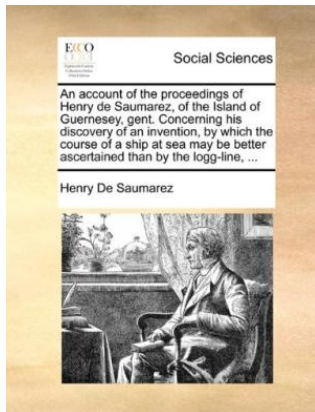 ECCO
Social Sciences
An account of the proceedings of
Henry de Saumarez, of the Island of
Guernesey, gent. Concerning his
discovery of an invention, by which the
course of a ship at sea may be better
ascertained than by the logg-line, ...
Henry De Saumarez